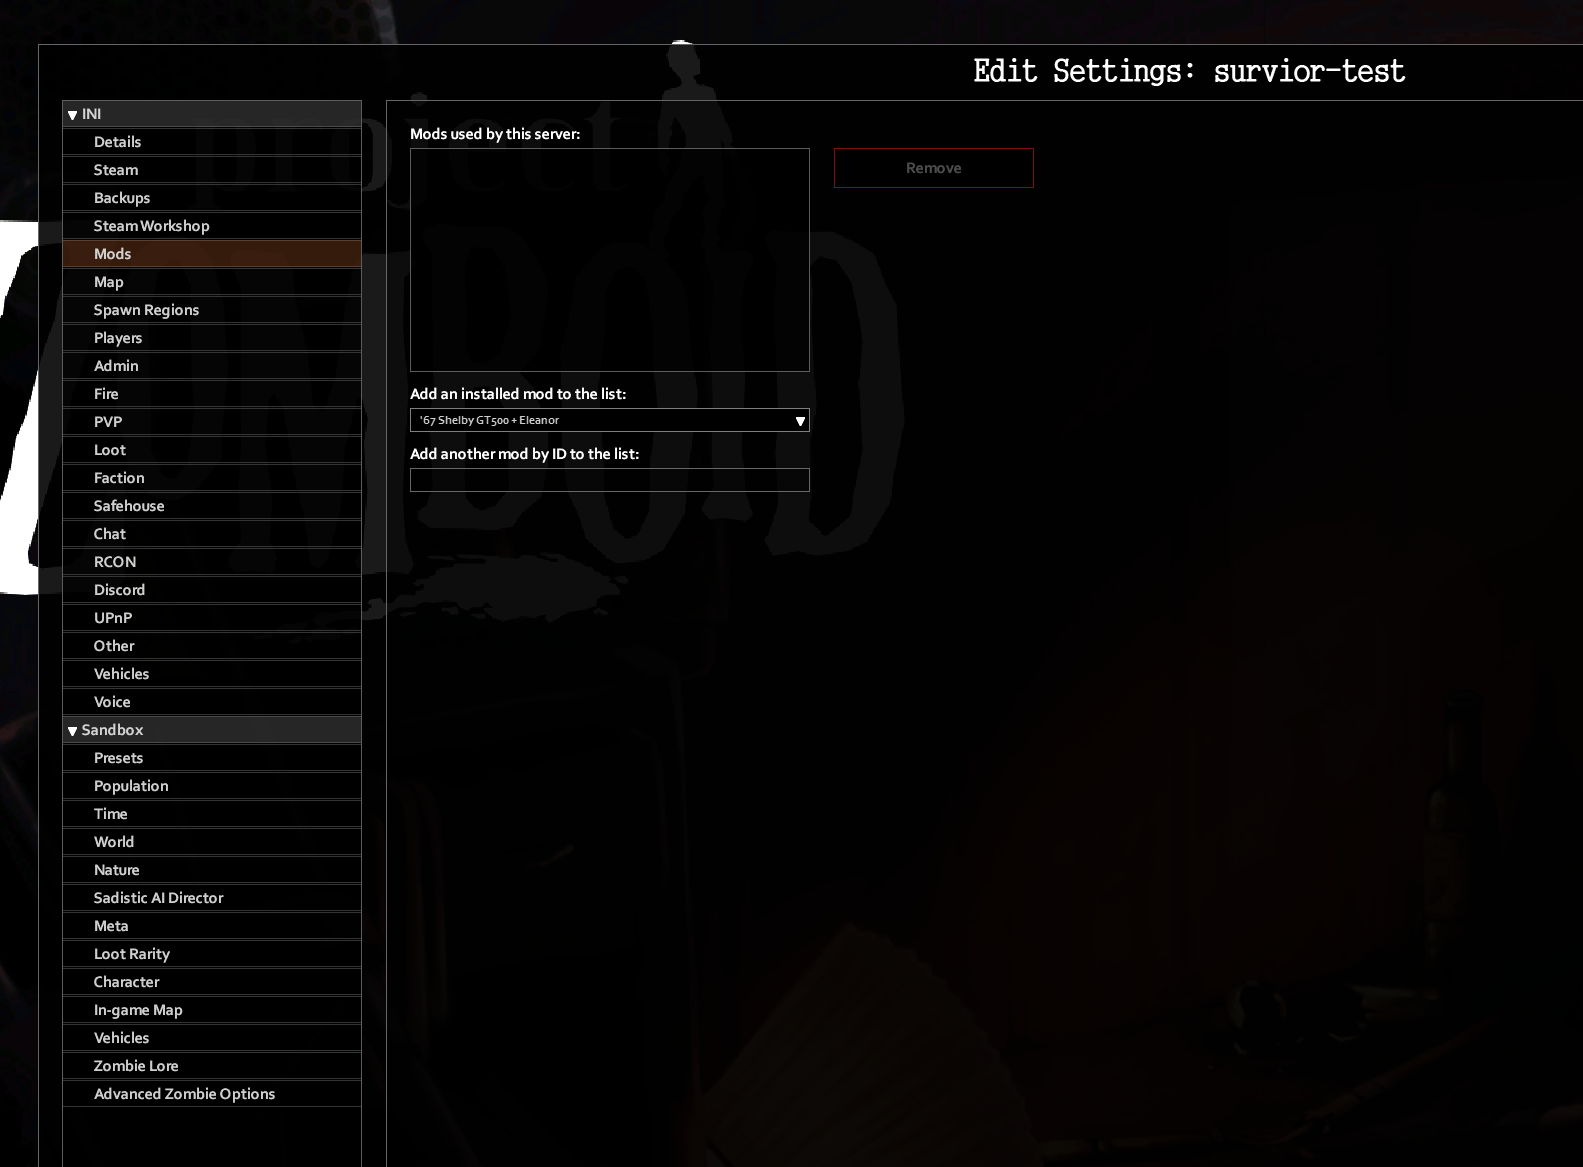 Edit Settings: survior-test
INI
Details
Steam
Backups
Steam Workshop
Mods
Map
Spawn Regions
Players
Admin
Fire
PVP
Loot
Faction
Safehouse
Chat
RCON
Discord
UPnP
Other
Vehicles
Voice
Sandbox
Presets
Population
Time
World
Nature
Sadistic AI Director
Meta
Loot Rarity
Character
In-game Map
Vehicles
Zombie Lore
Advanced Zombie Options
Mods used by this server:
Remove
Add an installed mod to the list:
'67 Shelby GT500 + Eleanor
Add another mod by ID to the list:
project
ZOMBOID